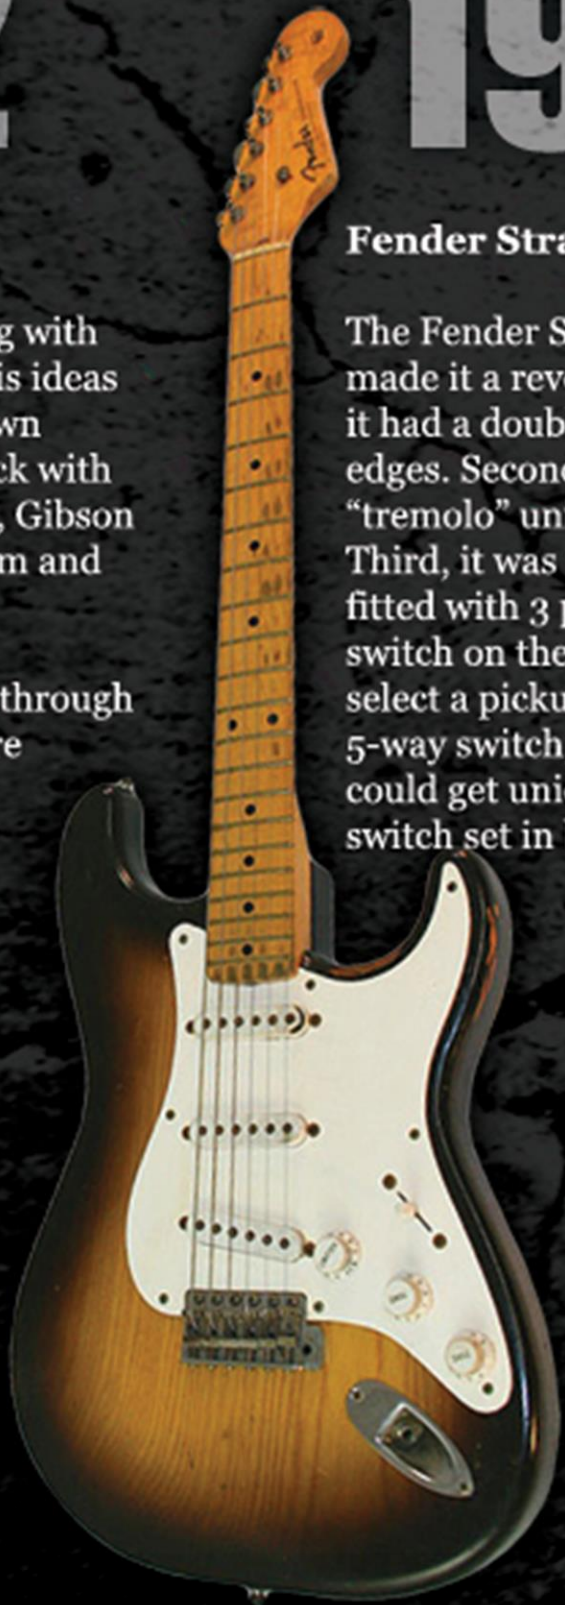 19
Fender
Fender Stra
g with
is ideas
wn
ck with
, Gibson
m and
through
re
The Fender S
made it a rev
it had a doub
edges. Secon
“tremolo” un
Third, it was
fitted with 3 p
switch on the
select a picku
5-way switch
could get uni
switch set in